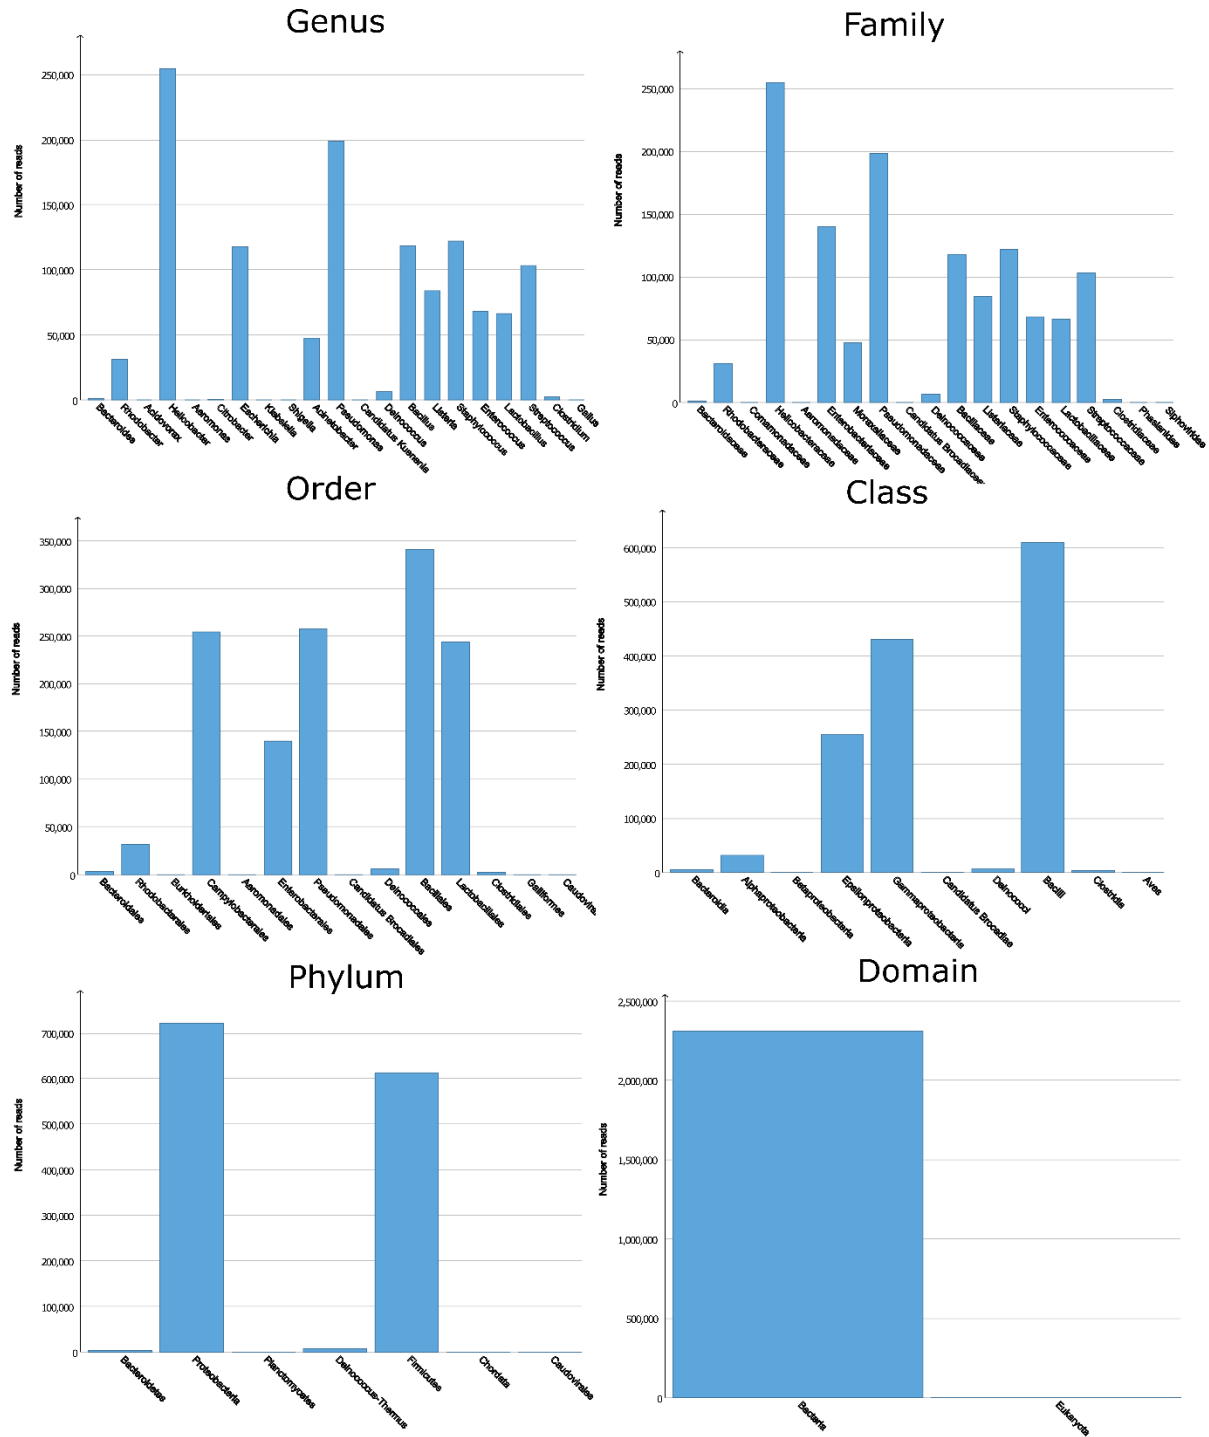 Genus
Number of reads
250,000
200,000
150,000
100,000
50,000
0
Bacteroides
Rhodobacter
Acidovorax
Helicobacter
Aeromonas
Citrobacter
Escherichia
Klebsiella
Shigella
Acinetobacter
Pseudomonas
Candidatus Kuenenia
Deinococcus
Bacillus
Listeria
Staphylococcus
Enterococcus
Lactobacillus
Streptococcus
Clostridium
Gallus
Family
Number of reads
250,000
200,000
150,000
100,000
50,000
0
Bacteroidaceae
Rhodobacteraceae
Comamonadaceae
Helicobacteraceae
Aeromonadaceae
Enterobacteriaceae
Moraxellaceae
Pseudomonadaceae
Candidatus Brocadiaceae
Deinococcaceae
Bacillaceae
Listeriaceae
Staphylococcaceae
Enterococcaceae
Lactobacillaceae
Streptococcaceae
Clostridiaceae
Phasianidae
Siphoviridae
Order
Number of reads
350,000
300,000
250,000
200,000
150,000
100,000
50,000
0
Bacteroidales
Rhodobacterales
Burkholderiales
Campylobacterales
Aeromonadales
Enterobacterales
Pseudomonadales
Candidatus Brocadiales
Deinococcales
Bacillales
Lactobacillales
Clostridiales
Galliformes
Caudovir
Class
Number of reads
600,000
500,000
400,000
300,000
200,000
100,000
0
Bacteroidia
Alphaproteobacteria
Betaproteobacteria
Epsilonproteobacteria
Gammaproteobacteria
Candidatus Brocadiae
Deinococci
Bacilli
Clostridia
Aves
Phylum
Number of reads
700,000
600,000
500,000
400,000
300,000
200,000
100,000
0
Bacteroidetes
Proteobacteria
Planctomycetes
Deinococcus-Thermus
Firmicutes
Chordata
Caudovirales
Domain
Number of reads
2,500,000
2,000,000
1,500,000
1,000,000
500,000
0
Bacteria
Eukaryota